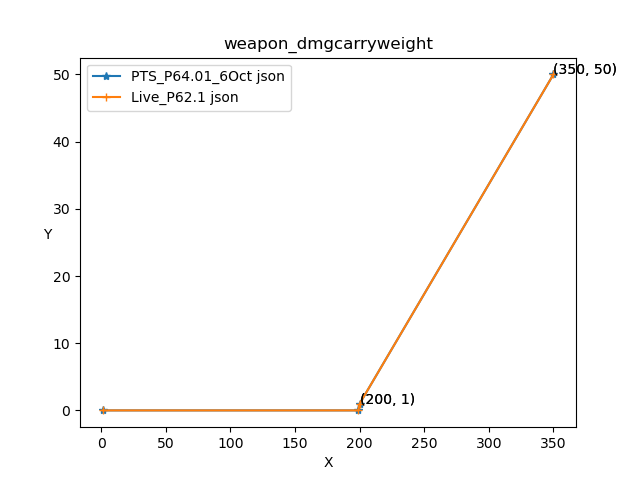 weapon_dmgcarryweight
PTS_P64.01_6Oct json
Live_P62.1 json
(350, 50)
(200, 1)
50
40
30
20
10
0
Y
0 50 100 150 200 250 300 350
X